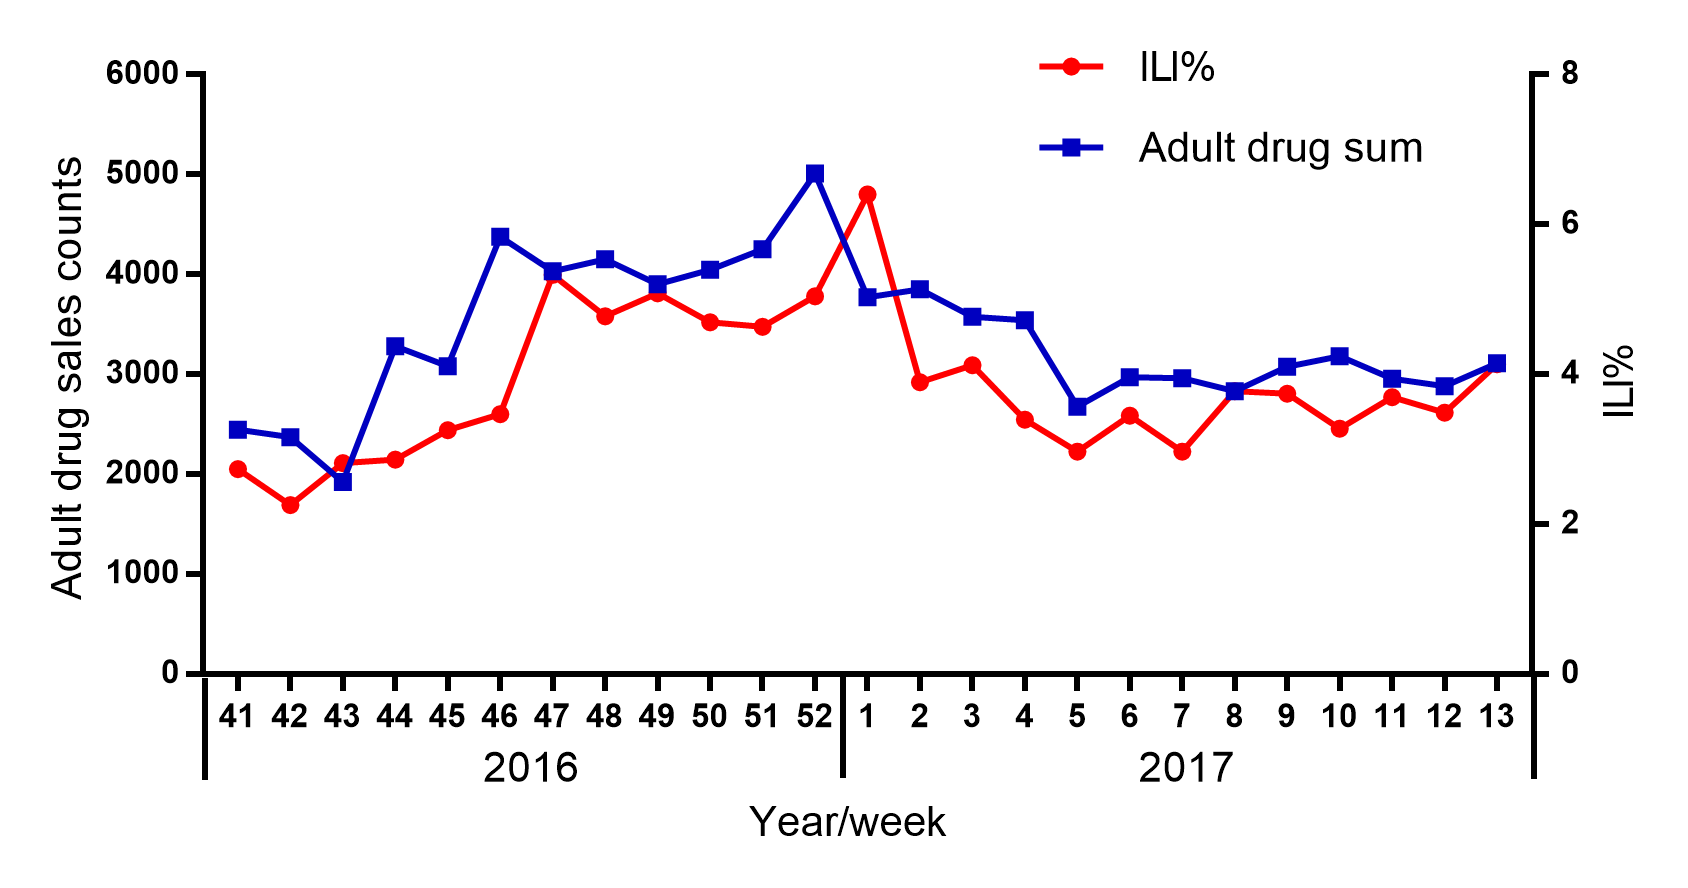 ILI%
Adult drug sum
Adult drug sales counts
6000
5000
4000
3000
2000
1000
0
8
6
4
2
0
ILI%
41 42 43 44 45 46 47 48 49 50 51 52 1 2 3 4 5 6 7 8 9 10 11 12 13
2016 2017
Year/week